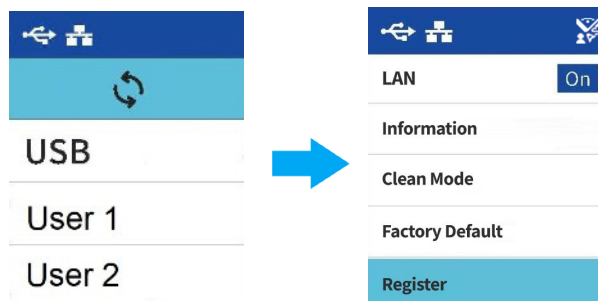 USB
User 1
User 2
LAN
On
Information
Clean Mode
Factory Default
Register